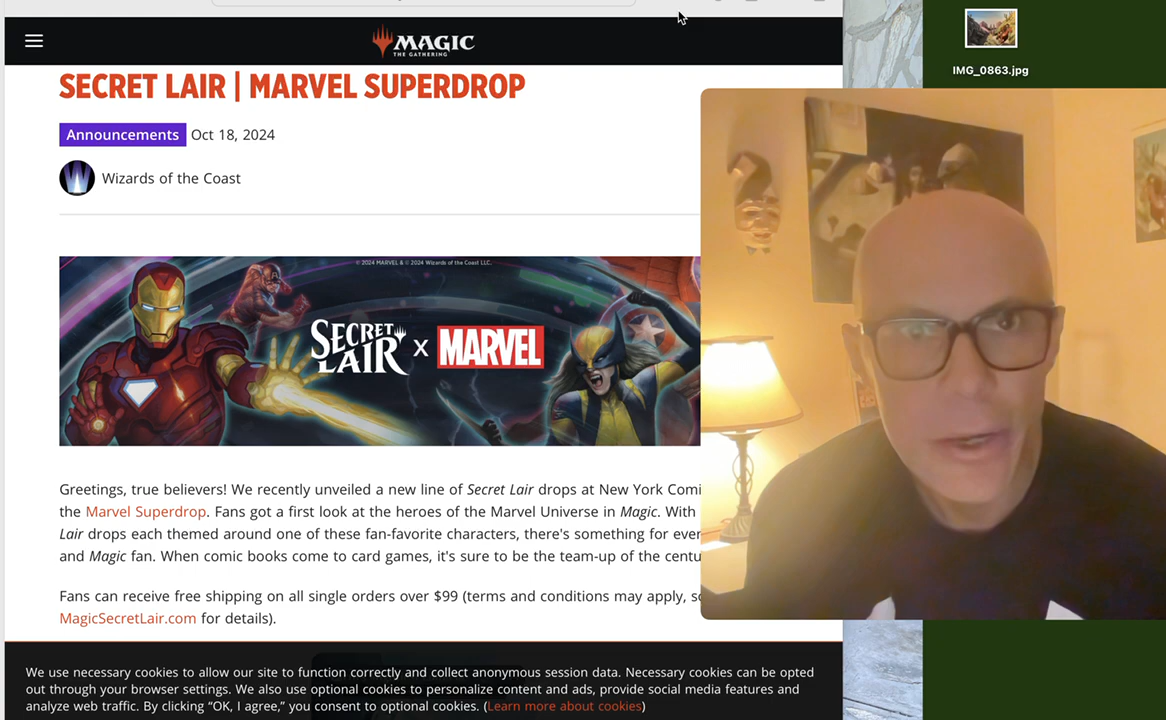 MAGIC
THE GATHERING
SECRET LAIR | MARVEL SUPERDROP
Announcements Oct 18, 2024
Wizards of the Coast
© 2024 MARVEL & © 2024 Wizards of the Coast LLC.
SECRET LAIR X MARVEL
Greetings, true believers! We recently unveiled a new line of Secret Lair drops at New York Comi
the Marvel Superdrop. Fans got a first look at the heroes of the Marvel Universe in Magic. With
Lair drops each themed around one of these fan-favorite characters, there's something for ever
and Magic fan. When comic books come to card games, it's sure to be the team-up of the centu
Fans can receive free shipping on all single orders over $99 (terms and conditions may apply, s
MagicSecretLair.com for details).
We use necessary cookies to allow our site to function correctly and collect anonymous session data. Necessary cookies can be opted
out through your browser settings. We also use optional cookies to personalize content and ads, provide social media features and
analyze web traffic. By clicking “OK, I agree,” you consent to optional cookies. (Learn more about cookies)
IMG_0863.jpg